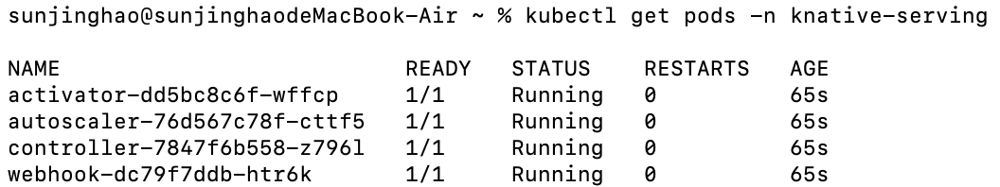 sunjinghao@sunjinghaodeMacBook-Air ~ % kubectl get pods -n knative-serving
NAME READY STATUS RESTARTS AGE
activator-dd5bc8c6f-wffcp 1/1 Running 0 65s
autoscaler-76d567c78f-cttf5 1/1 Running 0 65s
controller-7847f6b558-z796l 1/1 Running 0 65s
webhook-dc79f7ddb-htr6k 1/1 Running 0 65s